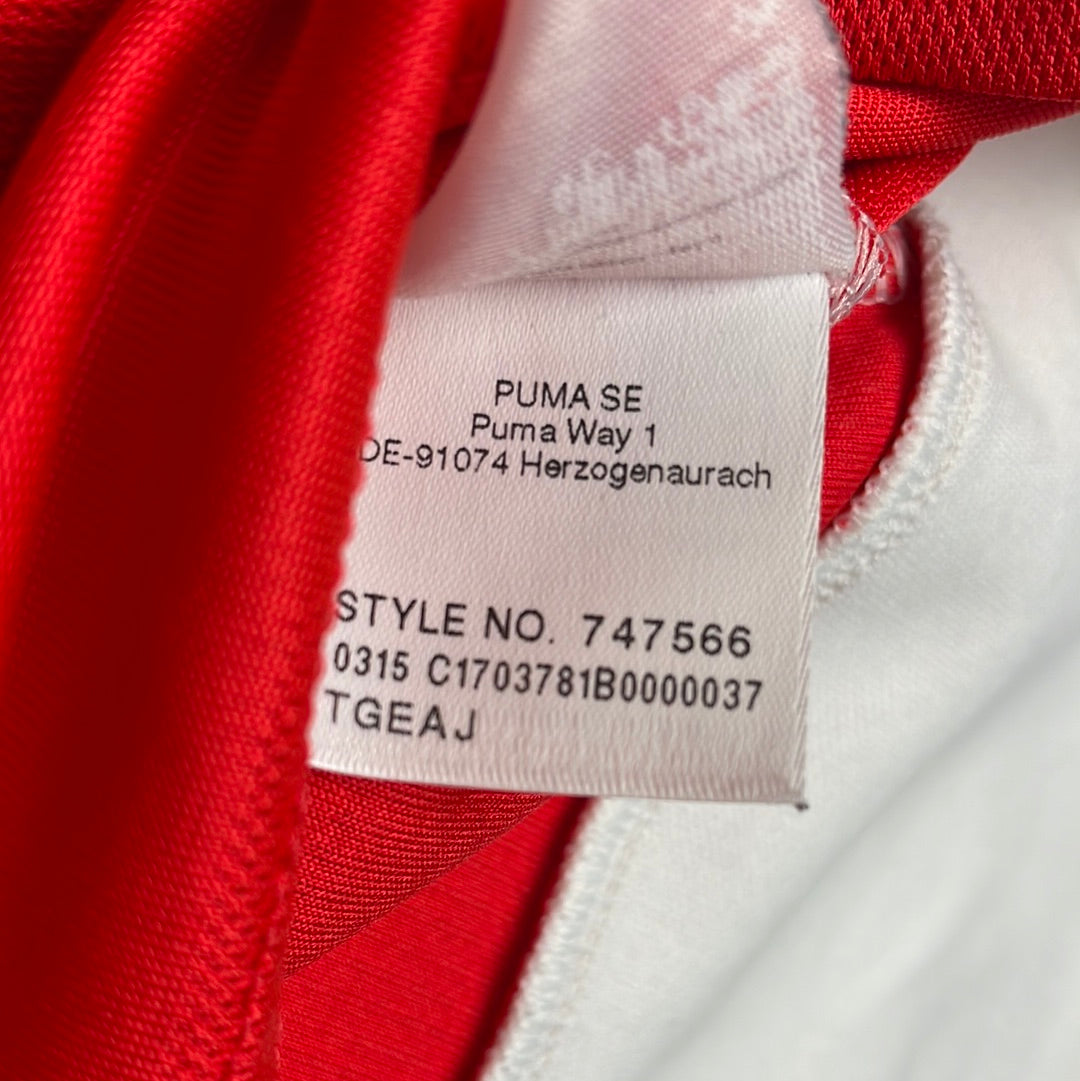 PUMA SE
Puma Way 1
DE-91074 Herzogenaurach
STYLE NO. 747566
0315 C1703781B0000037
TGEAJ